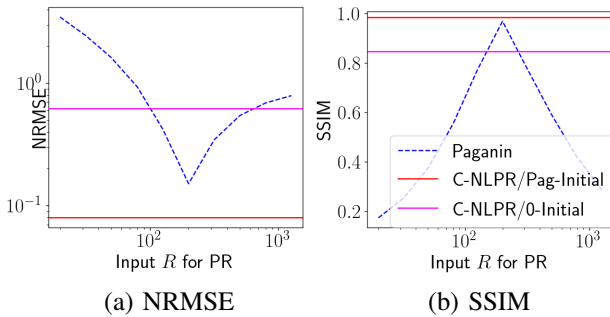 NRMSE
10^0
10^{-1}
10^2
10^3
Input R for PR
(a) NRMSE
SSIM
1.0
0.8
0.6
0.4
0.2
Paganin
C-NLPR/Pag-Initial
C-NLPR/0-Initial
10^2
10^3
Input R for PR
(b) SSIM